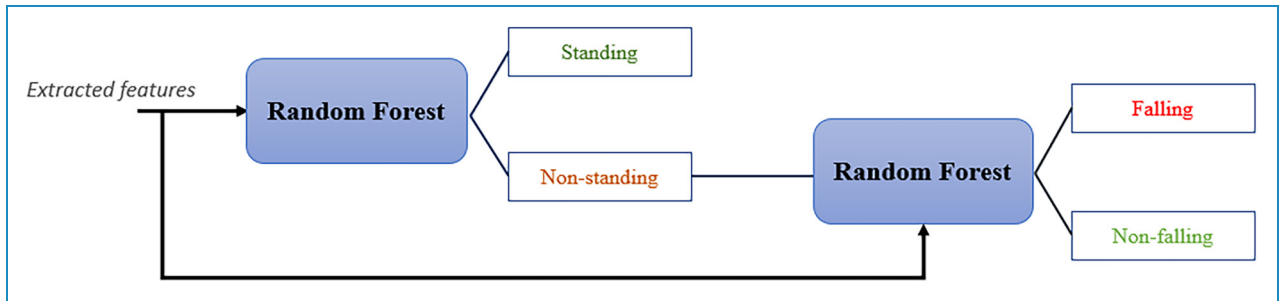 Extracted features
Random Forest
Standing
Non-standing
Random Forest
Falling
Non-falling